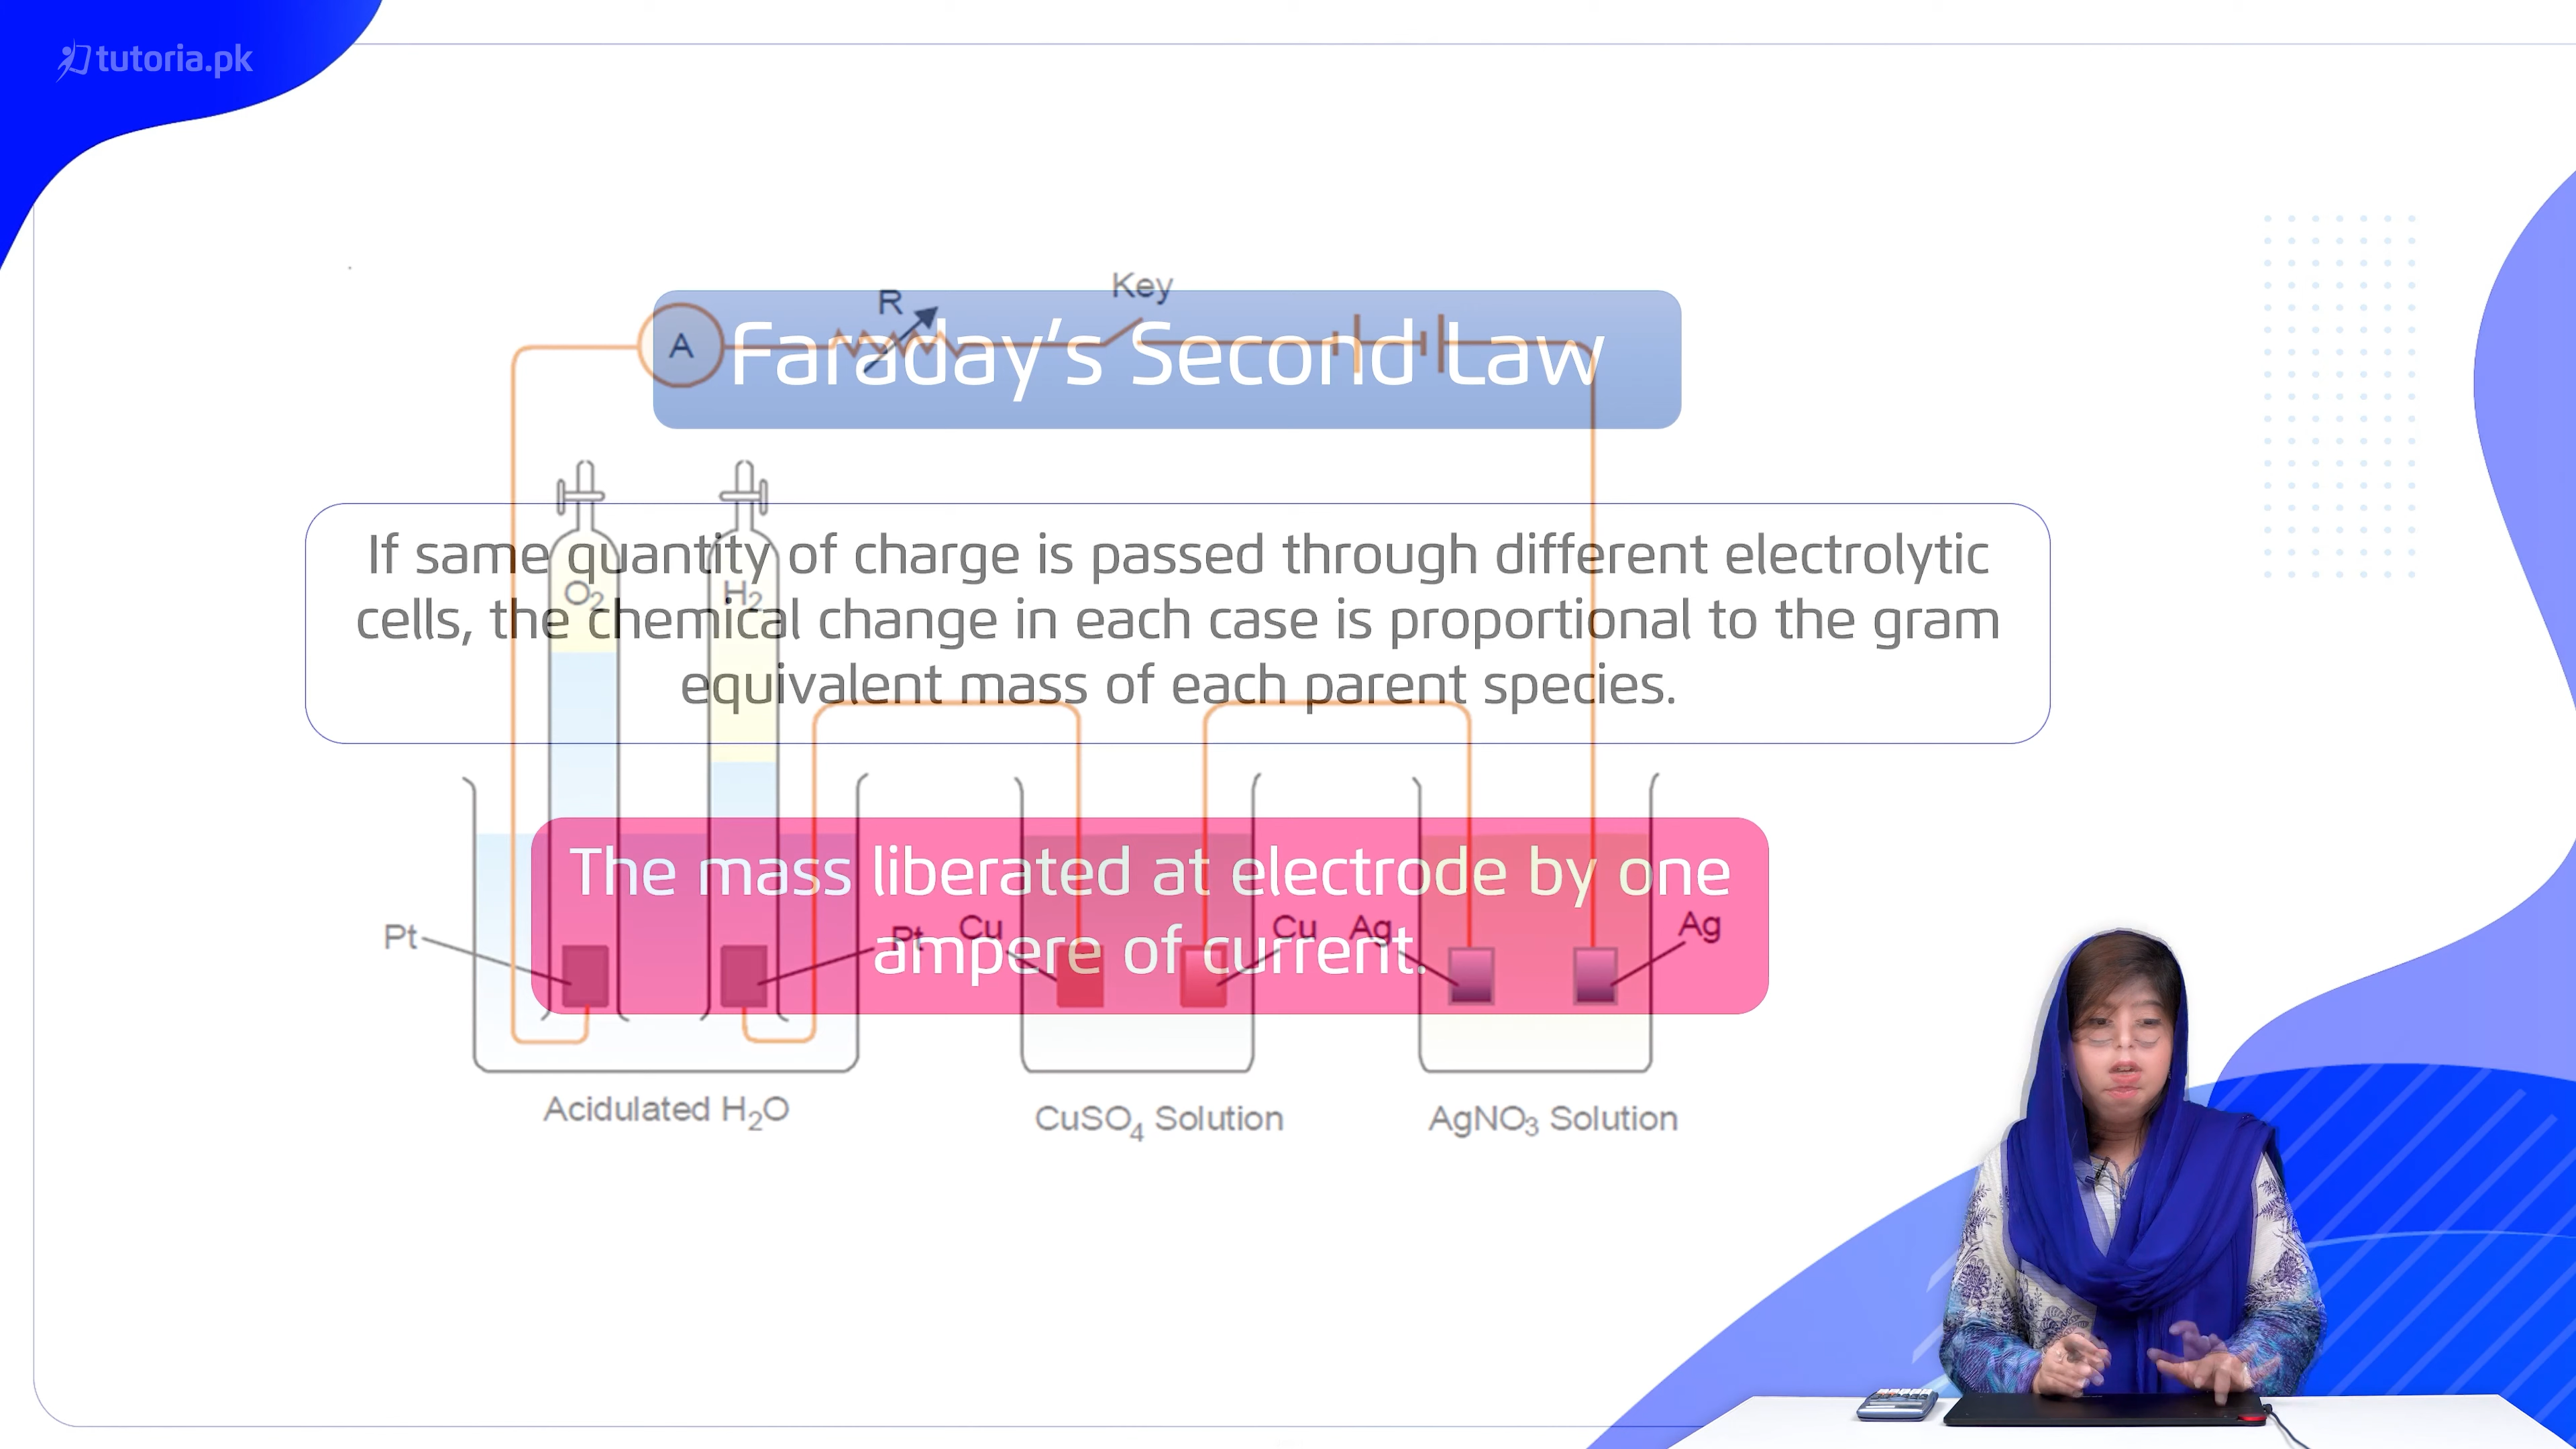 tutoria.pk
Key
R
A
Faraday's Second Law
If same quantity of charge is passed through different electrolytic
cells, the chemical change in each case is proportional to the gram
equivalent mass of each parent species.
O₂
H₂
The mass liberated at electrode by one
ampere of current.
Pt
Pt
Cu
Cu
Ag
Ag
Acidulated H₂O
CuSO₄ Solution
AgNO₃ Solution